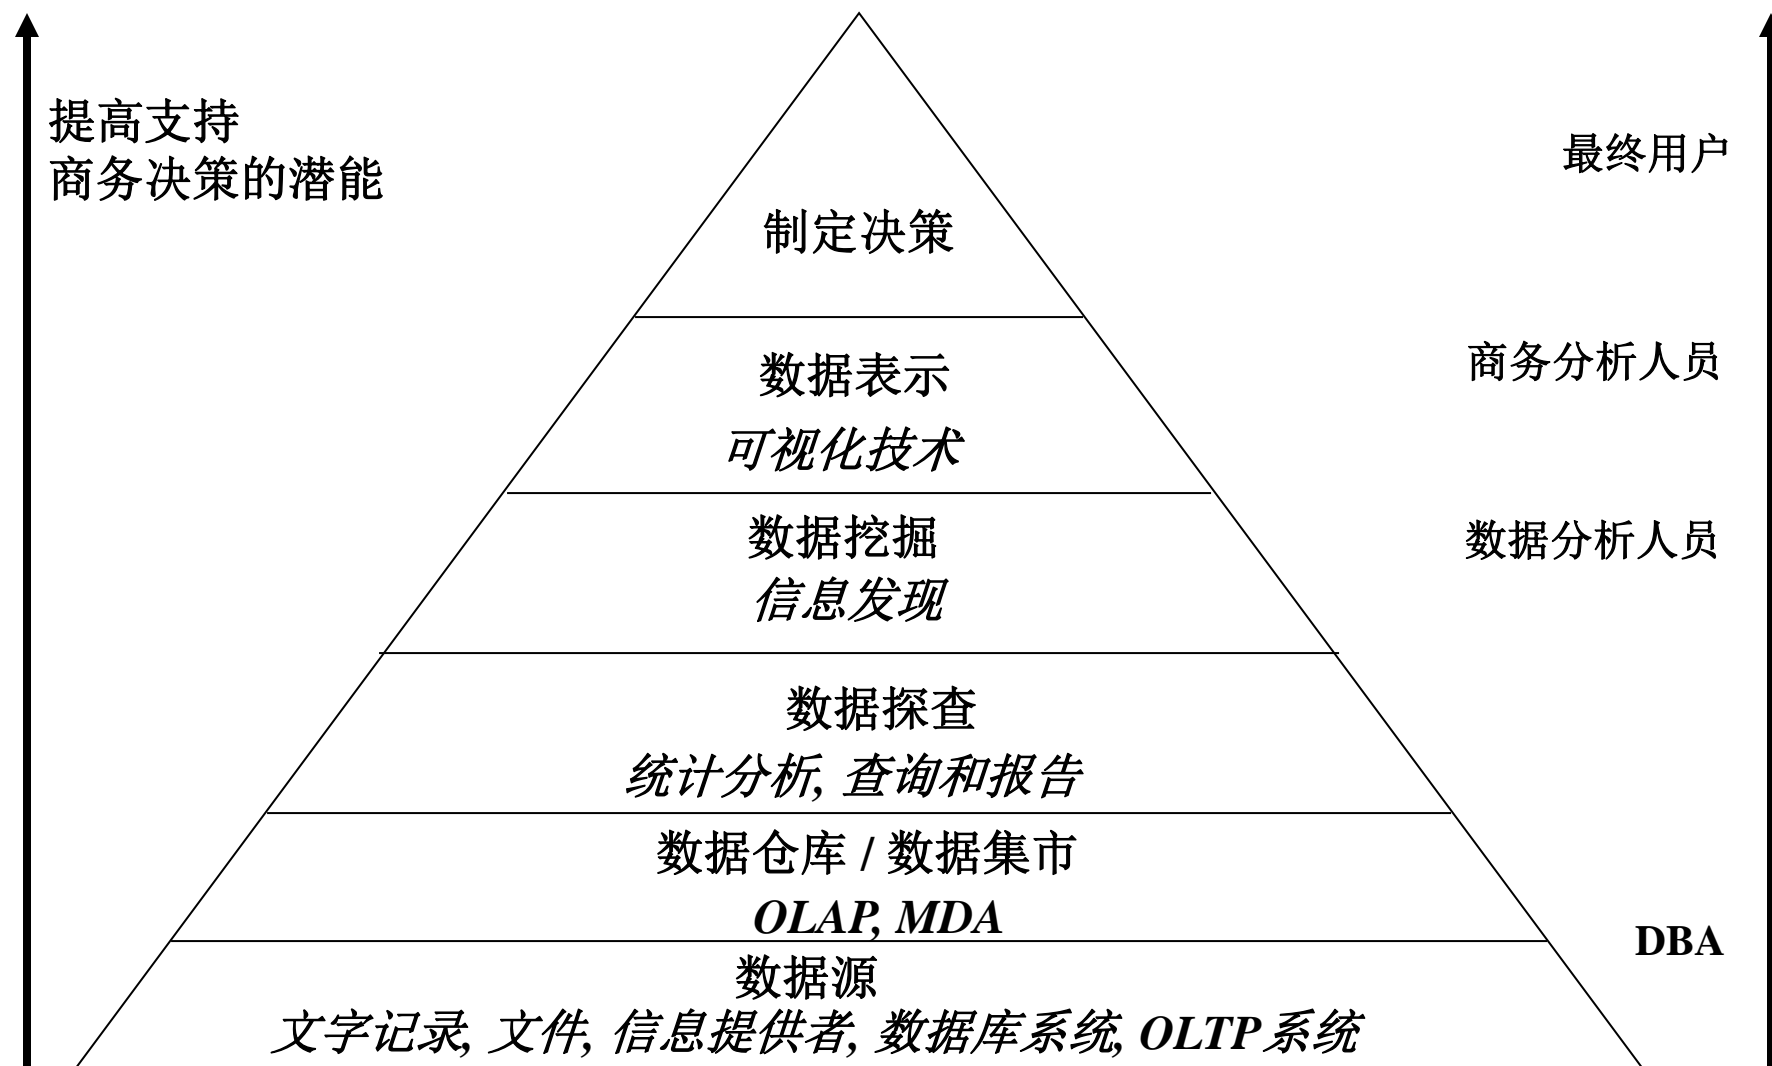 提高支持
商务决策的潜能
最终用户
制定决策
数据表示
可视化技术
商务分析人员
数据挖掘
信息发现
数据分析人员
数据探查
统计分析, 查询和报告
数据仓库 / 数据集市
OLAP, MDA
DBA
数据源
文字记录, 文件, 信息提供者, 数据库系统, OLTP系统